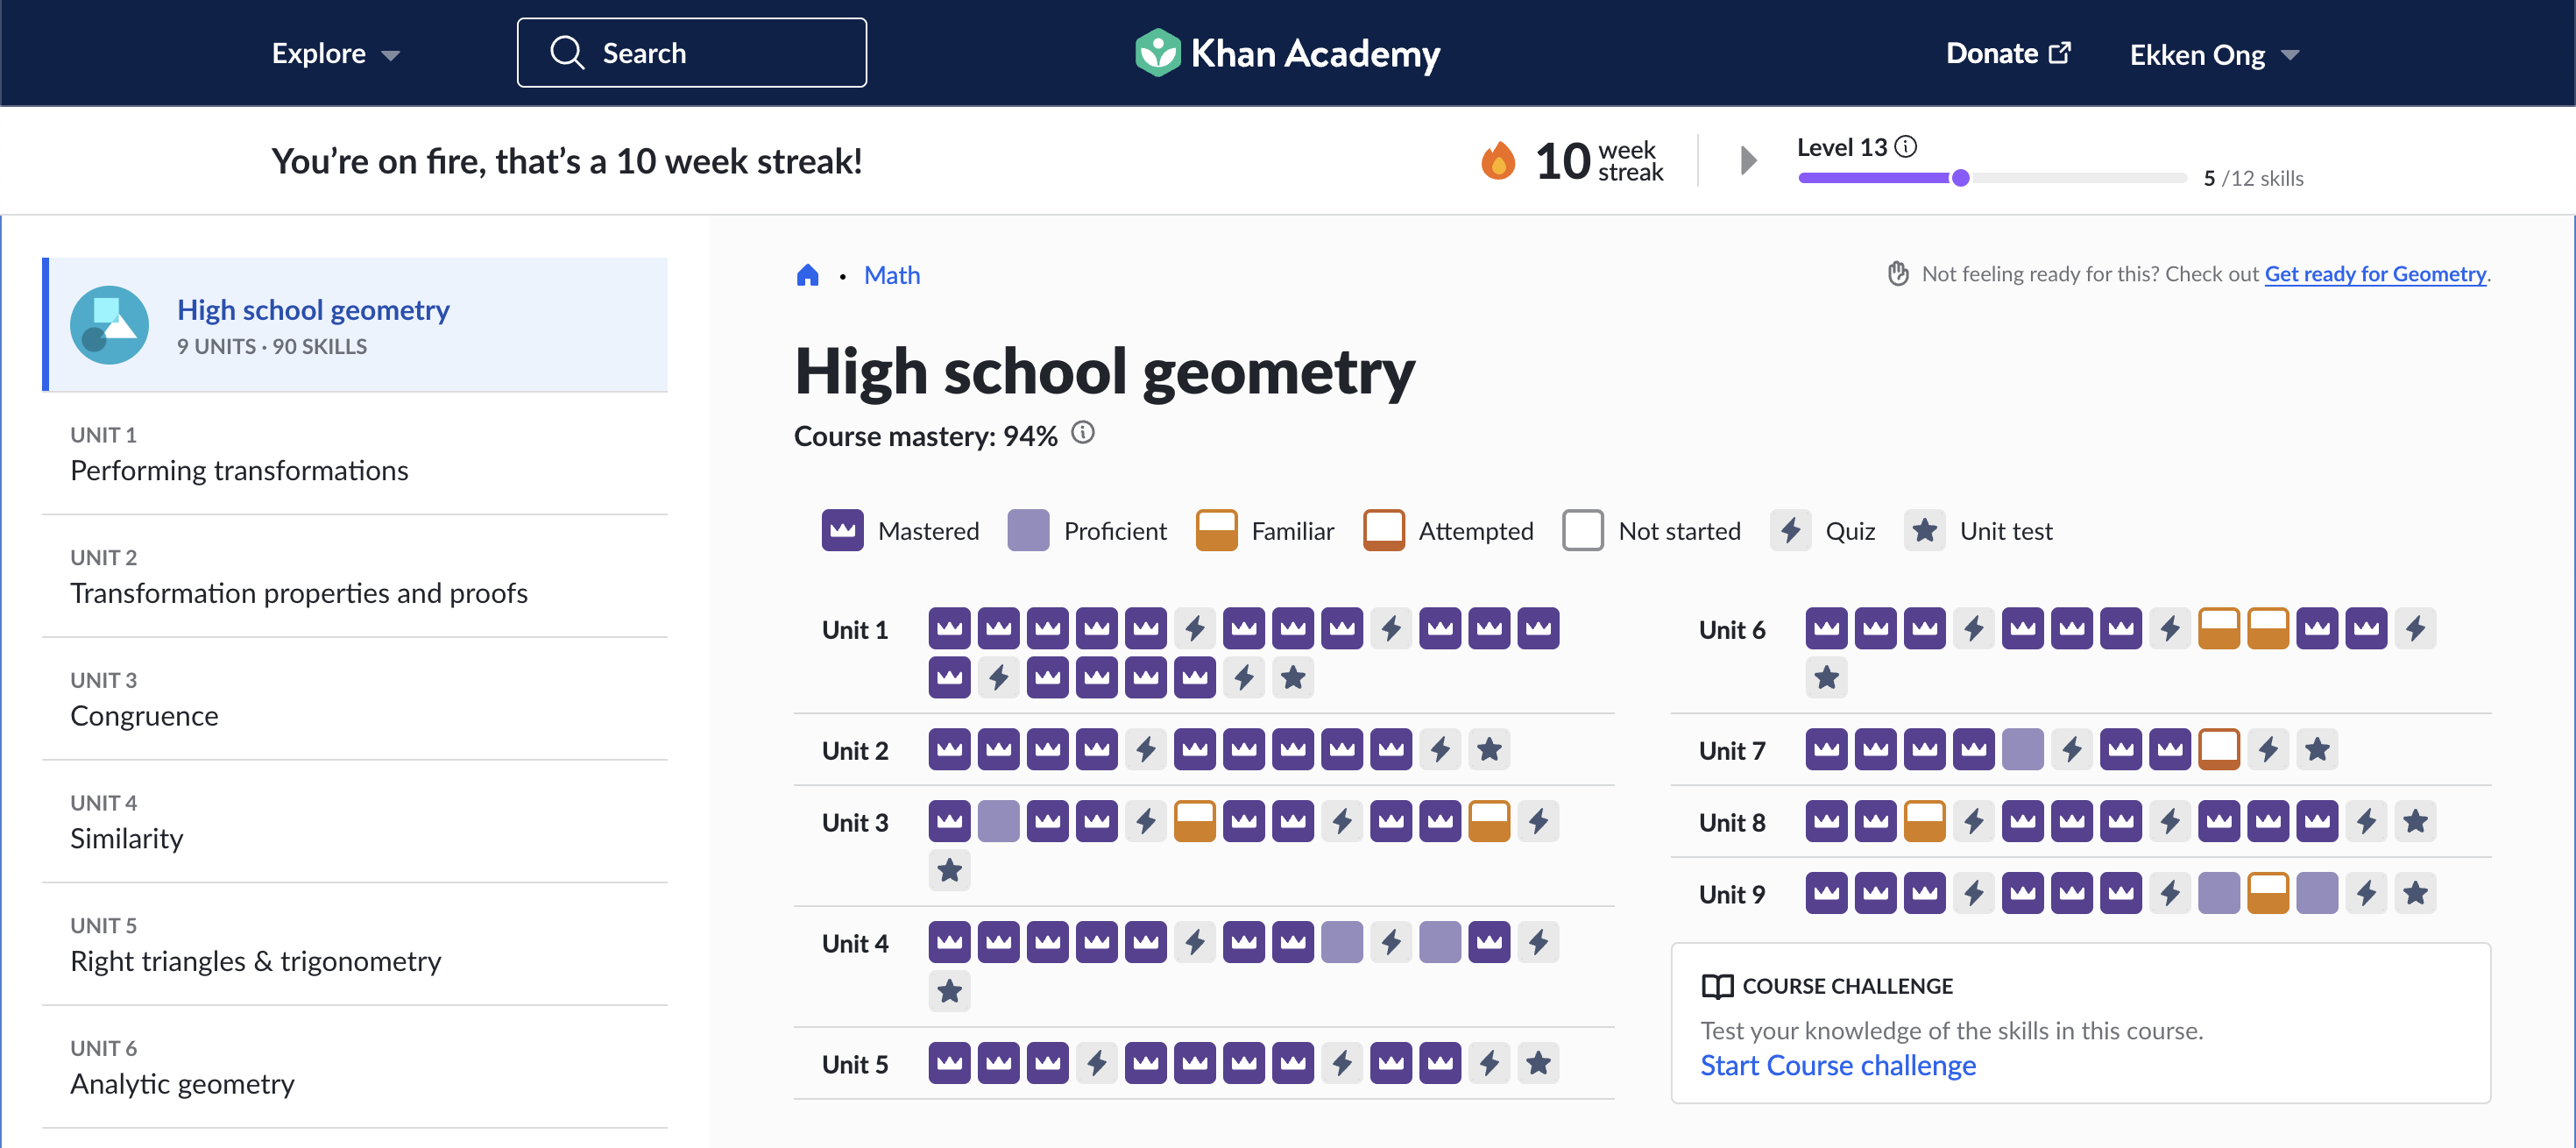 Explore
Search
Khan Academy
Donate
Ekken Ong
You're on fire, that's a 10 week streak!
10 week streak
Level 13
5 /12 skills
High school geometry
9 UNITS · 90 SKILLS
UNIT 1
Performing transformations
UNIT 2
Transformation properties and proofs
UNIT 3
Congruence
UNIT 4
Similarity
UNIT 5
Right triangles & trigonometry
UNIT 6
Analytic geometry
Math
Not feeling ready for this? Check out Get ready for Geometry.
High school geometry
Course mastery: 94%
Mastered Proficient Familiar Attempted Not started Quiz Unit test
Unit 1
Unit 2
Unit 3
Unit 4
Unit 5
Unit 6
Unit 7
Unit 8
Unit 9
COURSE CHALLENGE
Test your knowledge of the skills in this course.
Start Course challenge